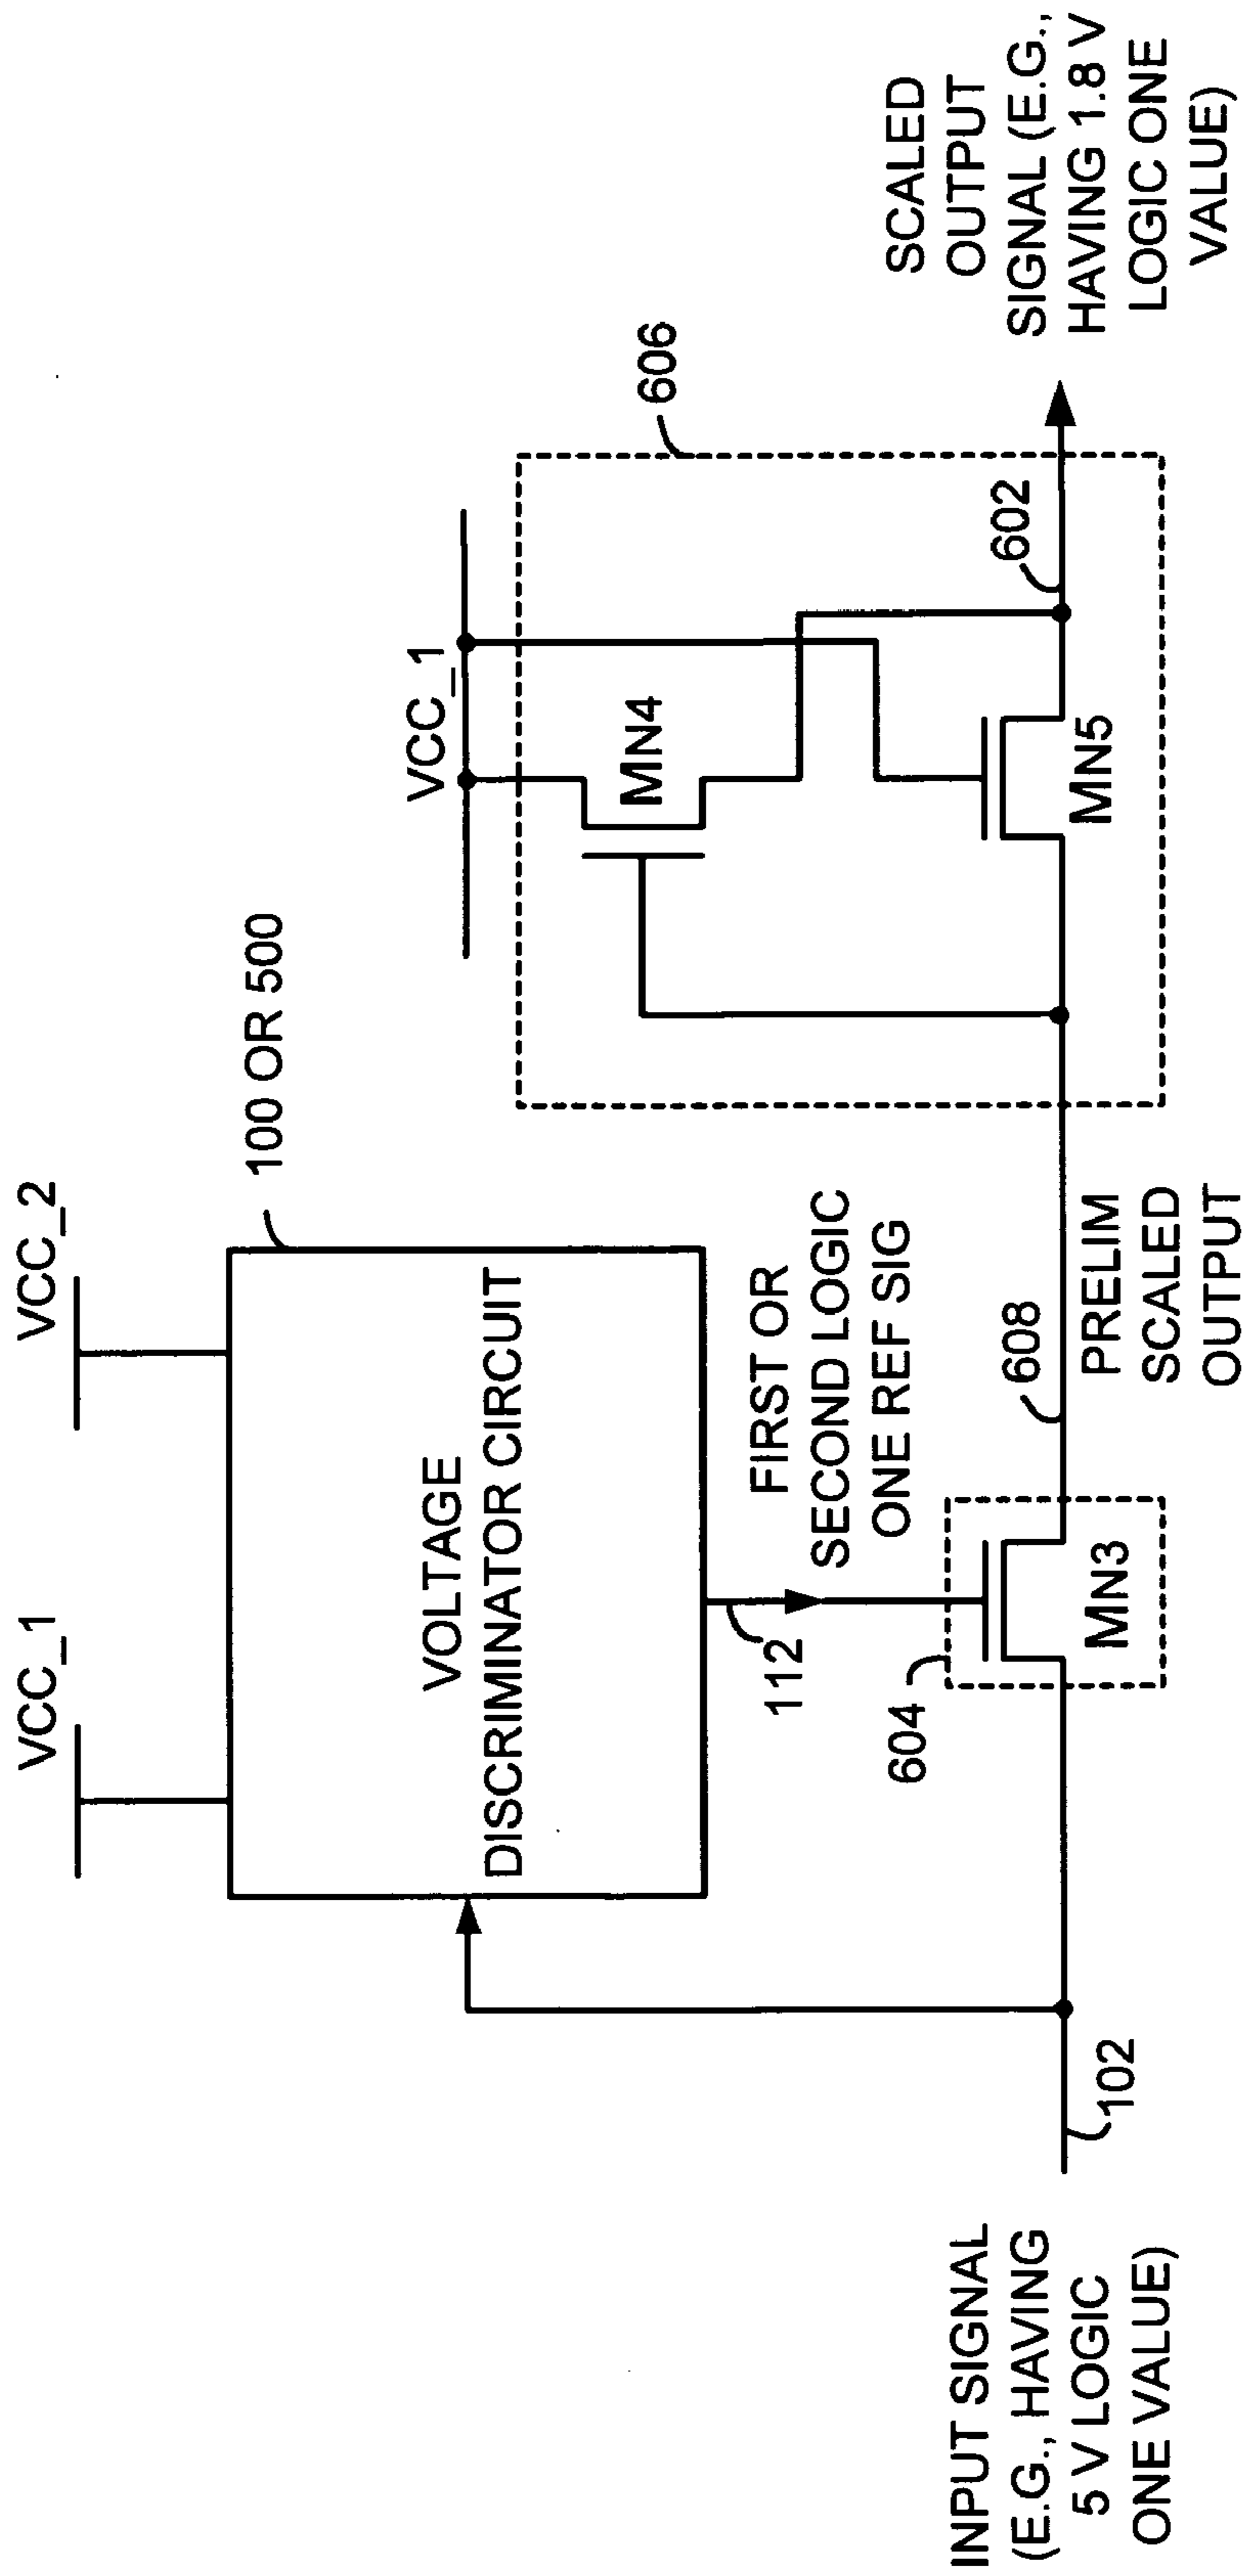 VCC_1
VCC_2
100 OR 500
VOLTAGE
DISCRIMINATOR CIRCUIT
VCC_1
606
MN4
MN5
602
SCALED
OUTPUT
SIGNAL (E.G.,
HAVING 1.8 V
LOGIC ONE
VALUE)
FIRST OR
SECOND LOGIC
ONE REF SIG
112
604
MN3
608
PRELIM
SCALED
OUTPUT
INPUT SIGNAL
(E.G., HAVING
5 V LOGIC
ONE VALUE)
102